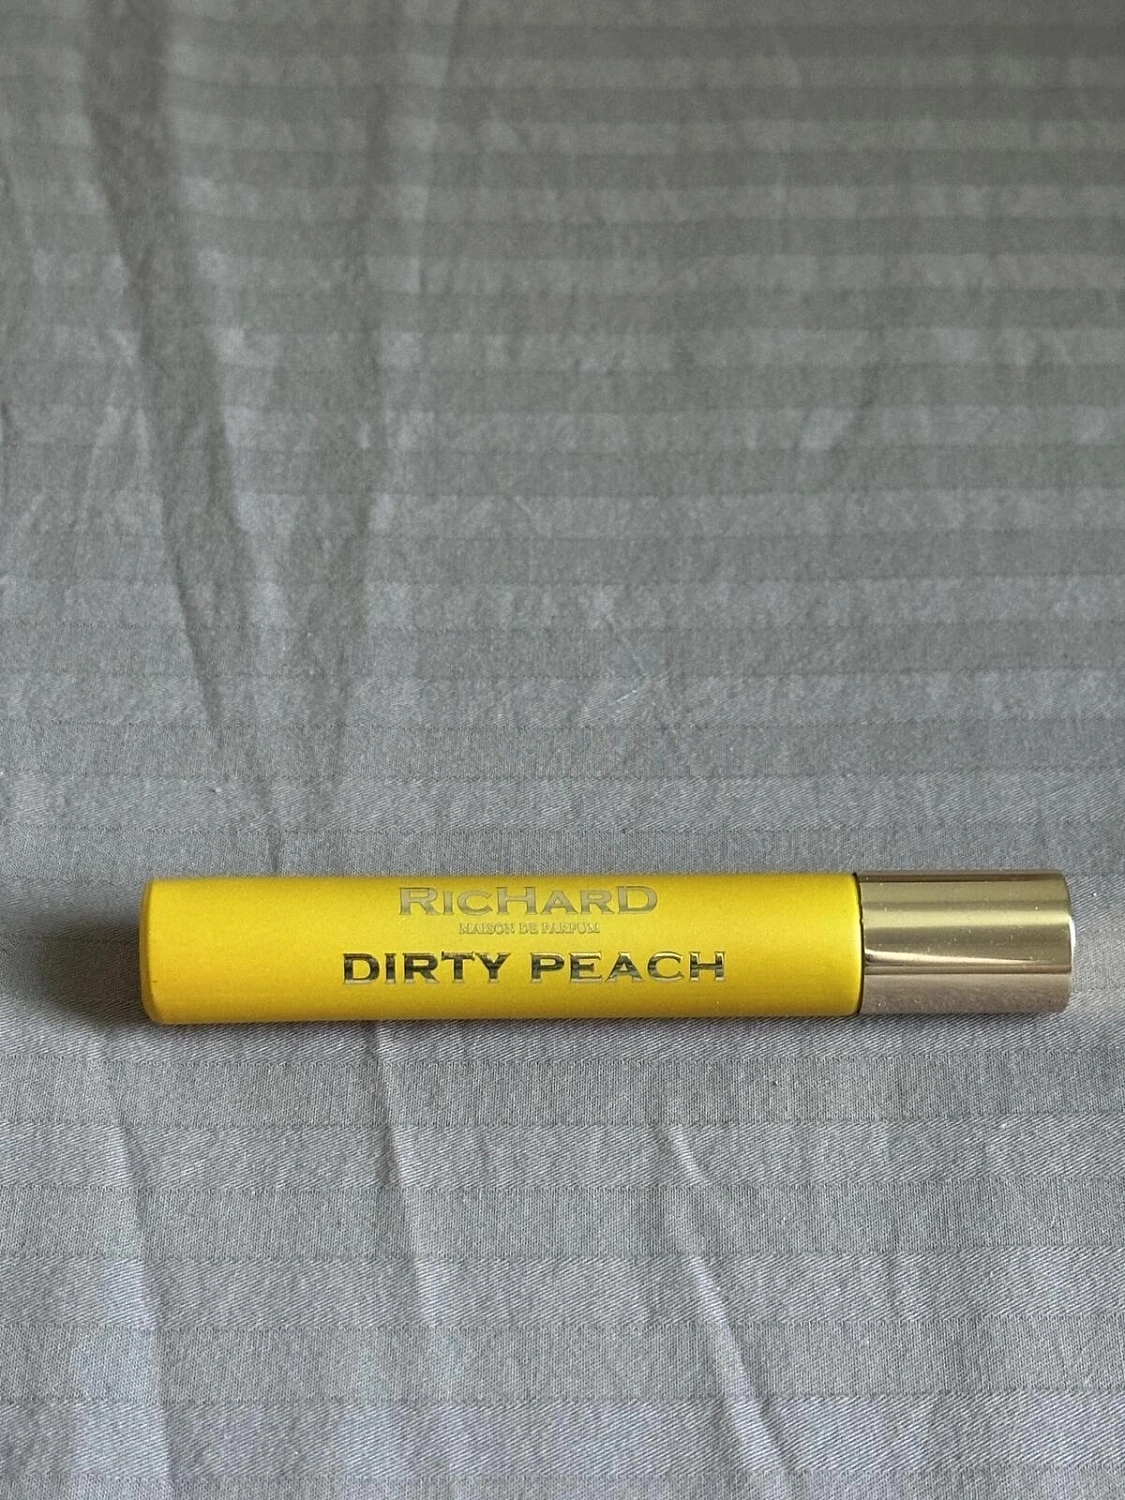 RICHARD
MAISON DE PARFUM
DIRTY PEACH